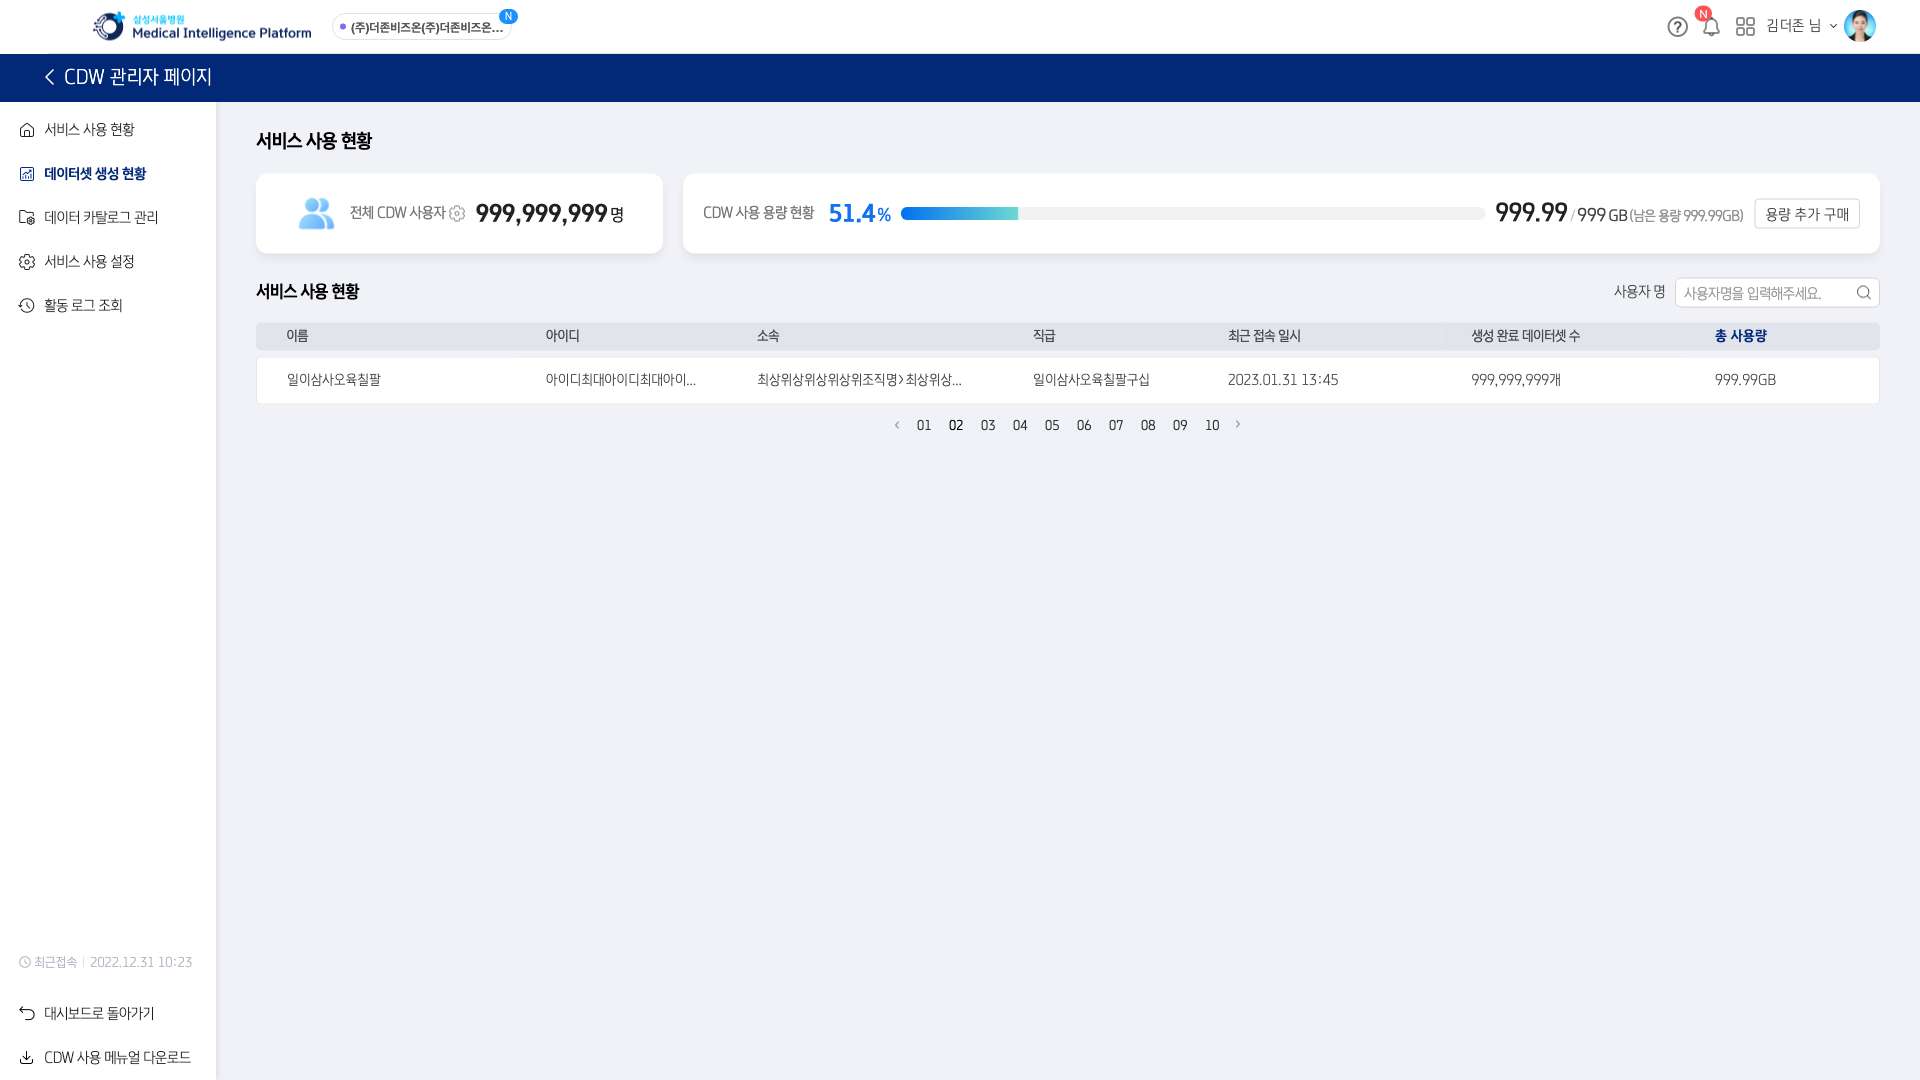 삼성서울병원
Medical Intelligence Platform
(주)더존비즈온(주)더존비즈온...
N
N
김더존 님
CDW 관리자 페이지
서비스 사용 현황
데이터셋 생성 현황
데이터 카탈로그 관리
서비스 사용 설정
활동 로그 조회
최근접속 | 2022.12.31 10:23
대시보드로 돌아가기
CDW 사용 메뉴얼 다운로드
서비스 사용 현황
전체 CDW 사용자 999,999,999 명
CDW 사용 용량 현황 51.4% 999.99 / 999 GB (남은 용량 999.99GB) 용량 추가 구매
서비스 사용 현황
사용자 명 사용자명을 입력해주세요.
이름 아이디 소속 직급 최근 접속 일시 생성 완료 데이터셋 수 총 사용량
일이삼사오육칠팔 아이디최대아이디최대아이... 최상위상위상위상위조직명>최상위상... 일이삼사오육칠팔구십 2023.01.31 13:45 999,999,999개 999.99GB
01 02 03 04 05 06 07 08 09 10